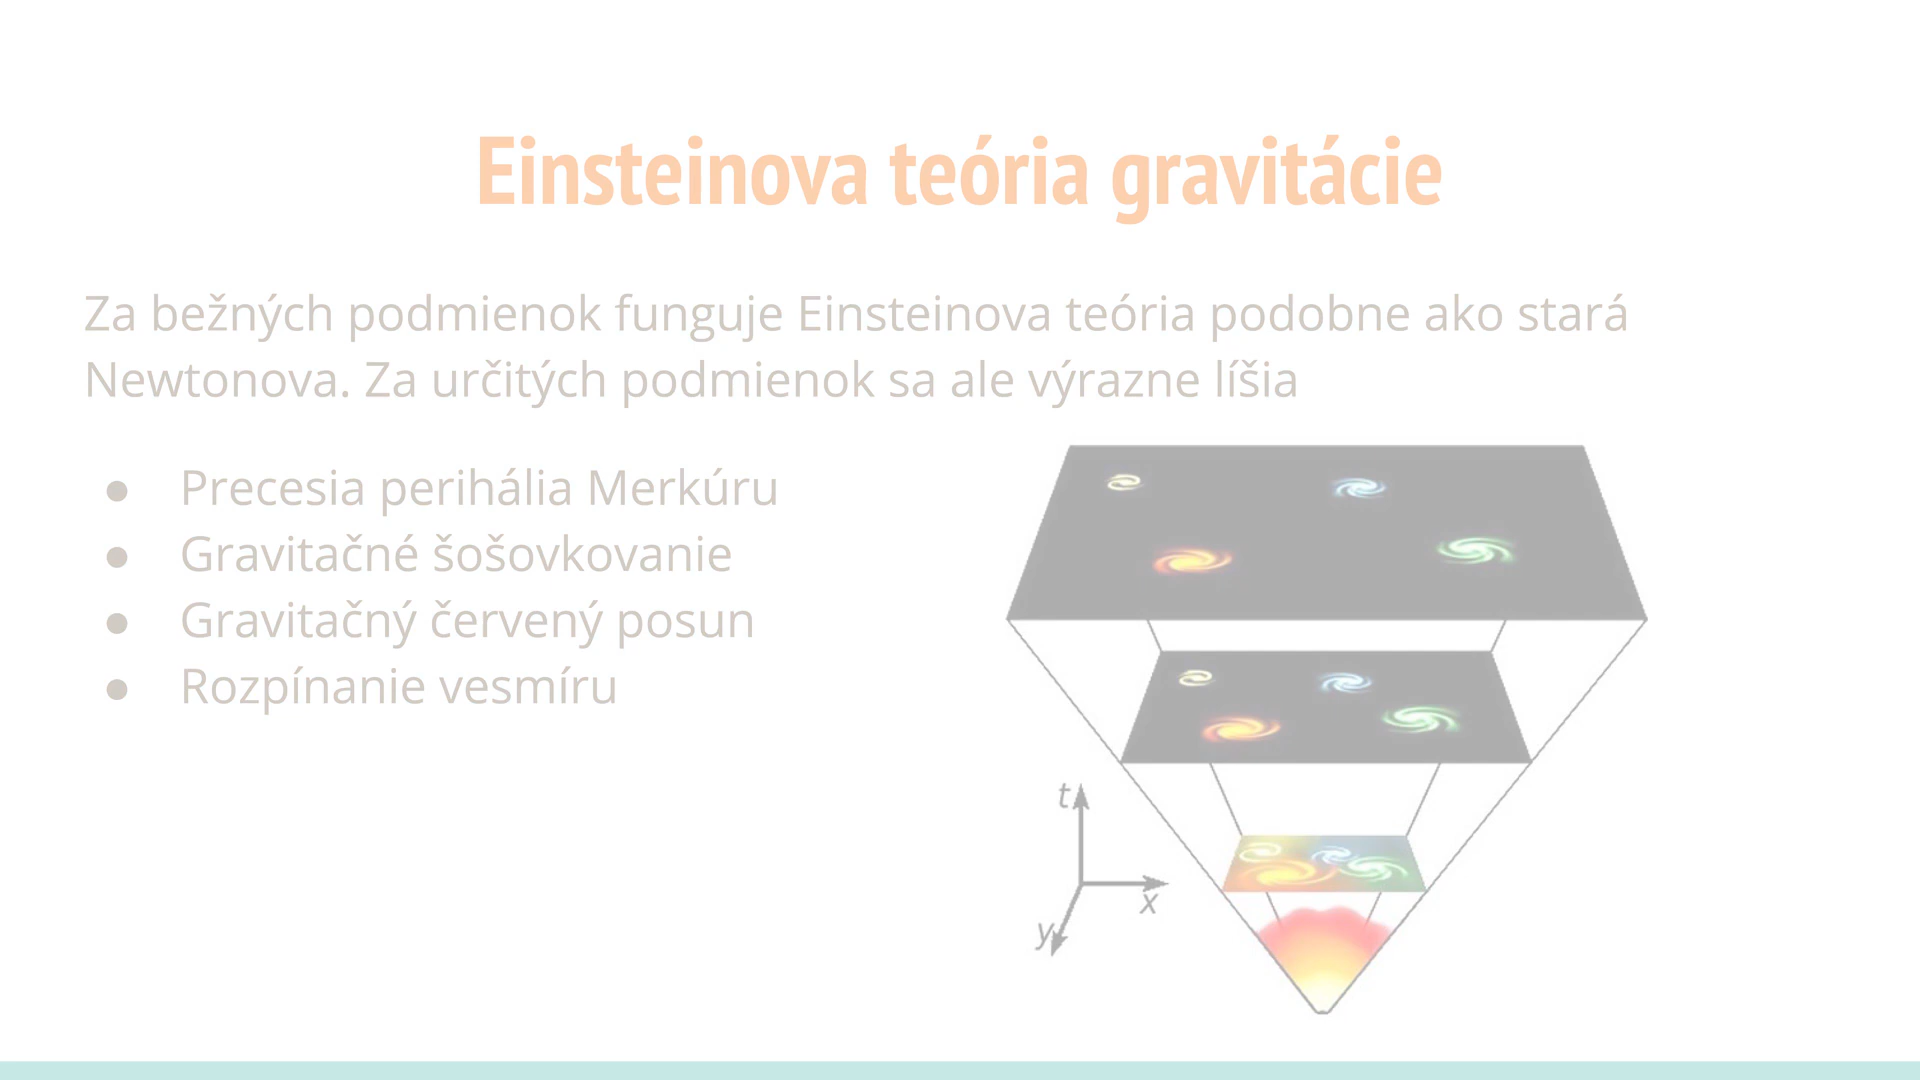 Einsteinova teória gravitácie
Za bežných podmienok funguje Einsteinova teória podobne ako stará
Newtonova. Za určitých podmienok sa ale výrazne líšia
● Precesia perihália Merkúru
● Gravitačné šošovkovanie
● Gravitačný červený posun
● Rozpínanie vesmíru
t
x
y